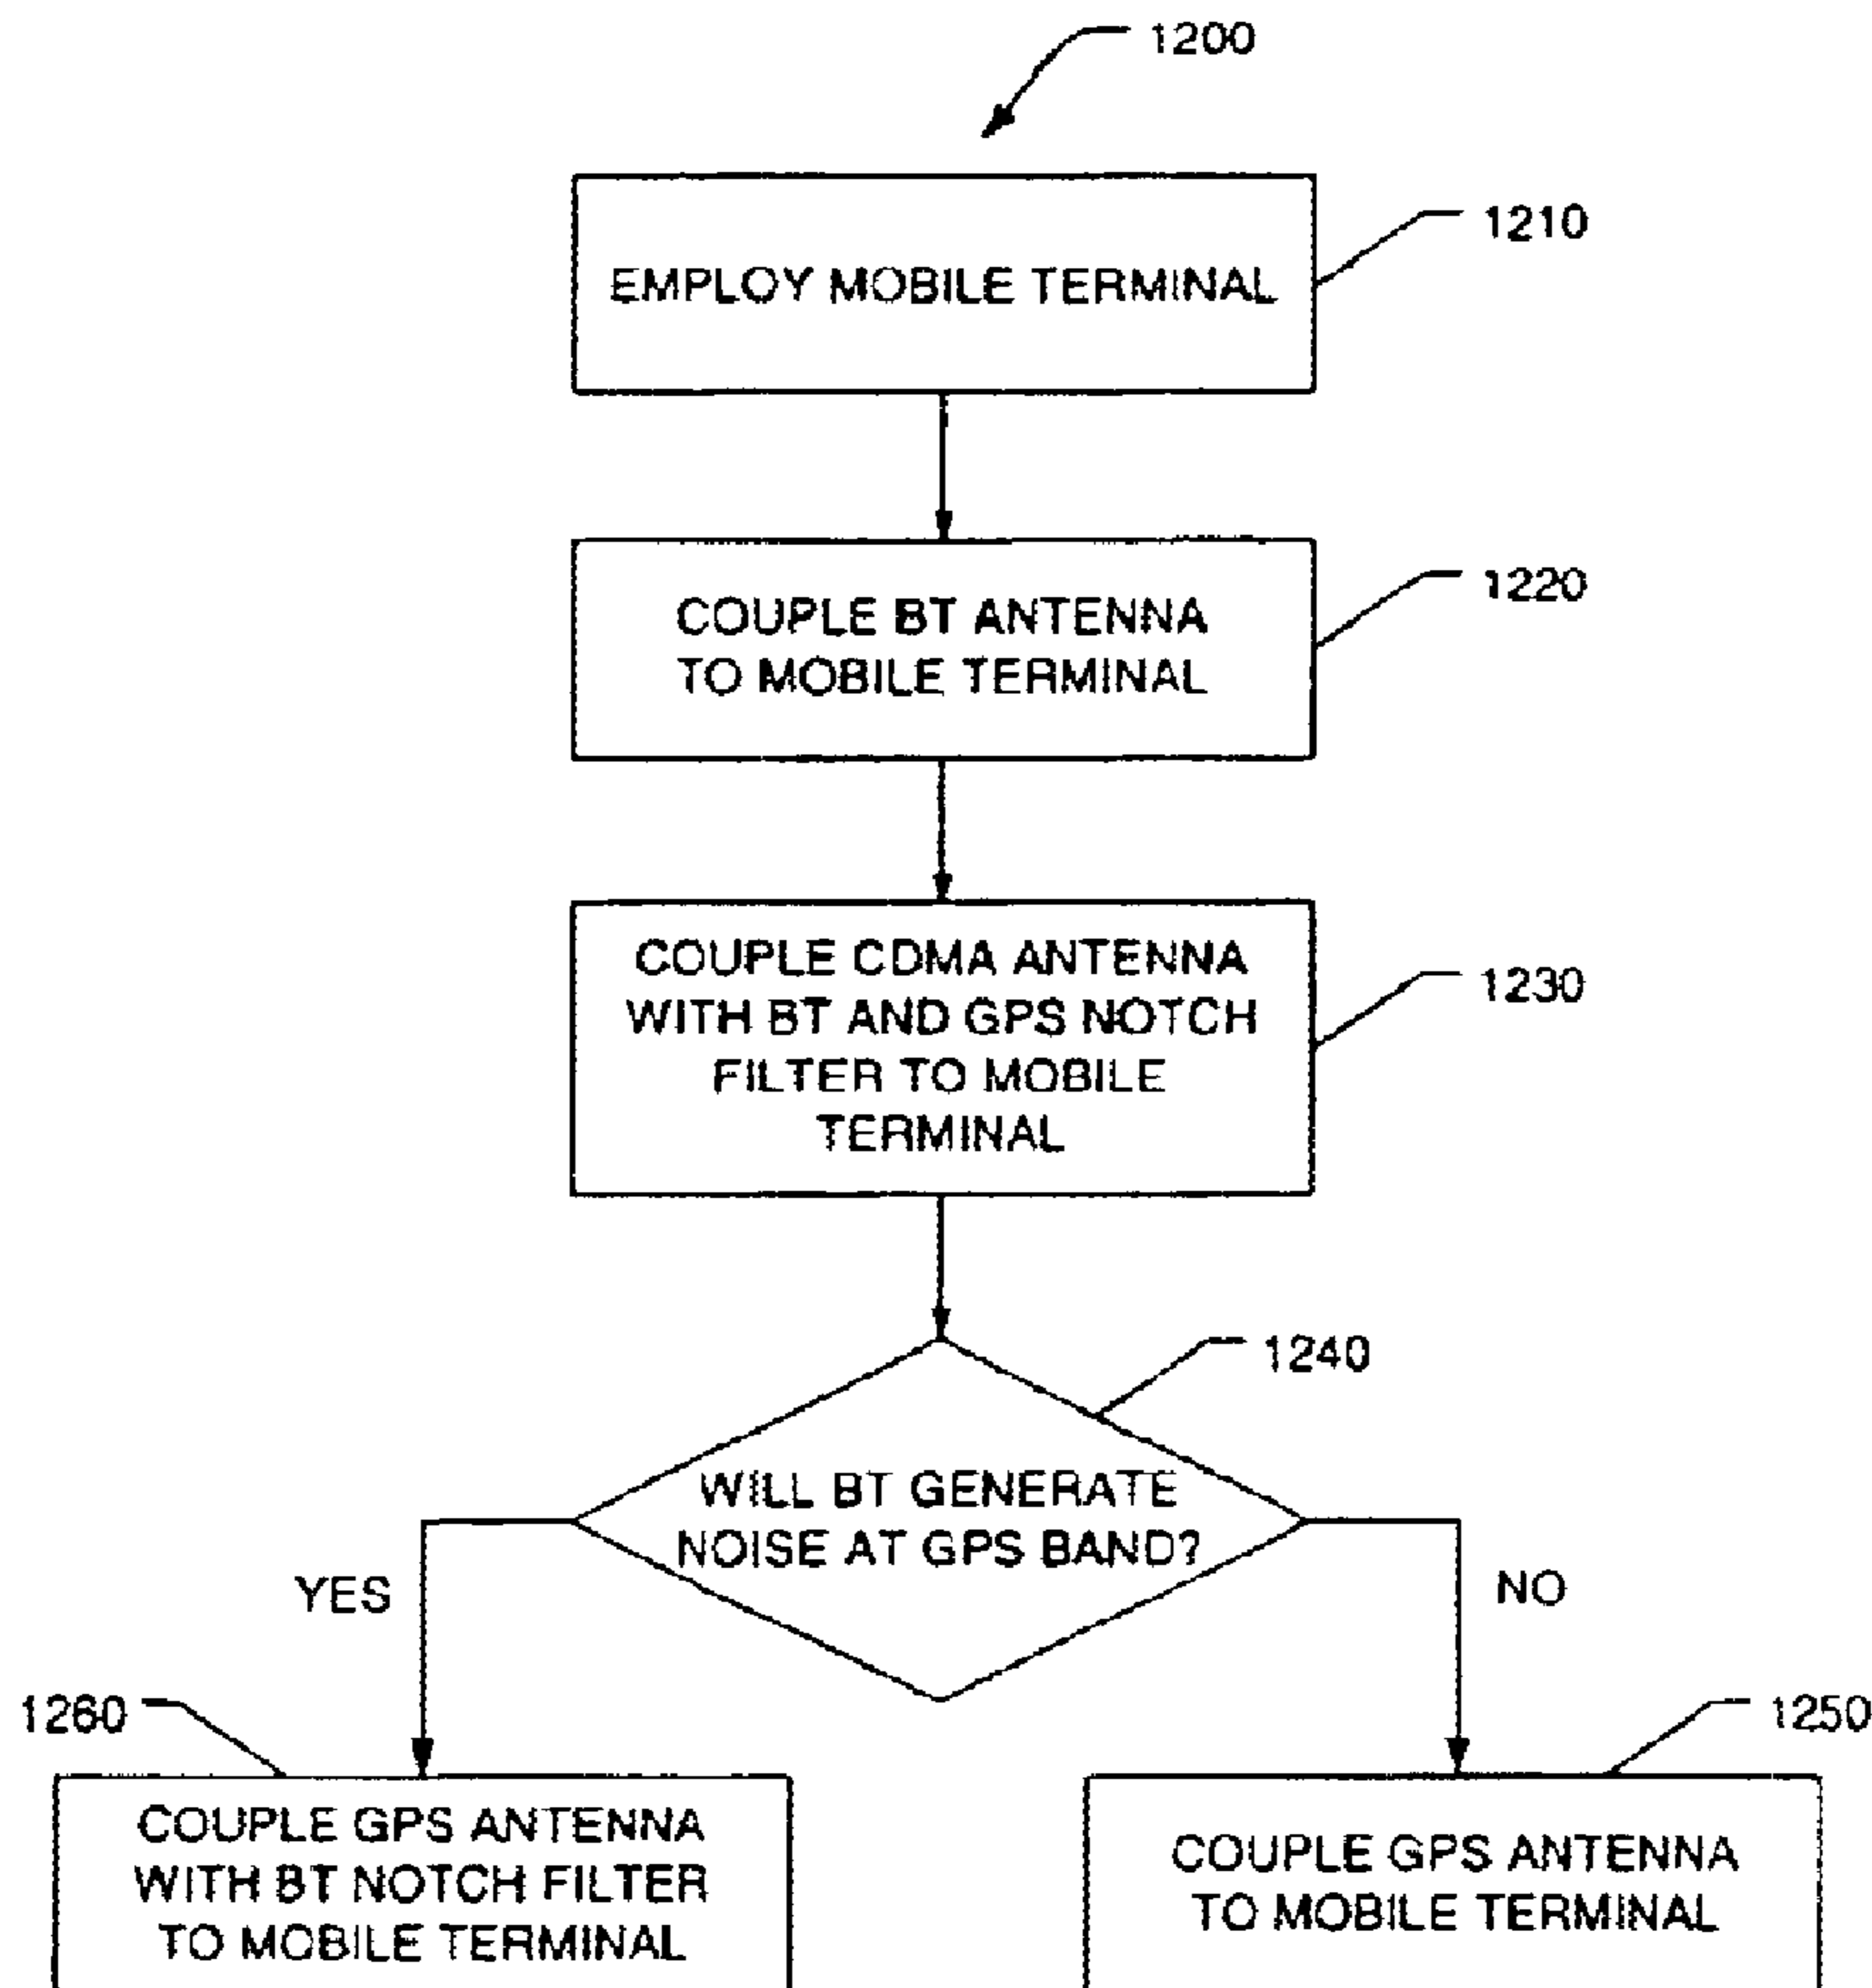 1200
1210
EMPLOY MOBILE TERMINAL
1220
COUPLE BT ANTENNA
TO MOBILE TERMINAL
COUPLE CDMA ANTENNA
WITH BT AND GPS NOTCH
FILTER TO MOBILE
TERMINAL
1230
1240
WILL BT GENERATE
NOISE AT GPS BAND?
YES
NO
1260
1250
COUPLE GPS ANTENNA
WITH BT NOTCH FILTER
TO MOBILE TERMINAL
COUPLE GPS ANTENNA
TO MOBILE TERMINAL